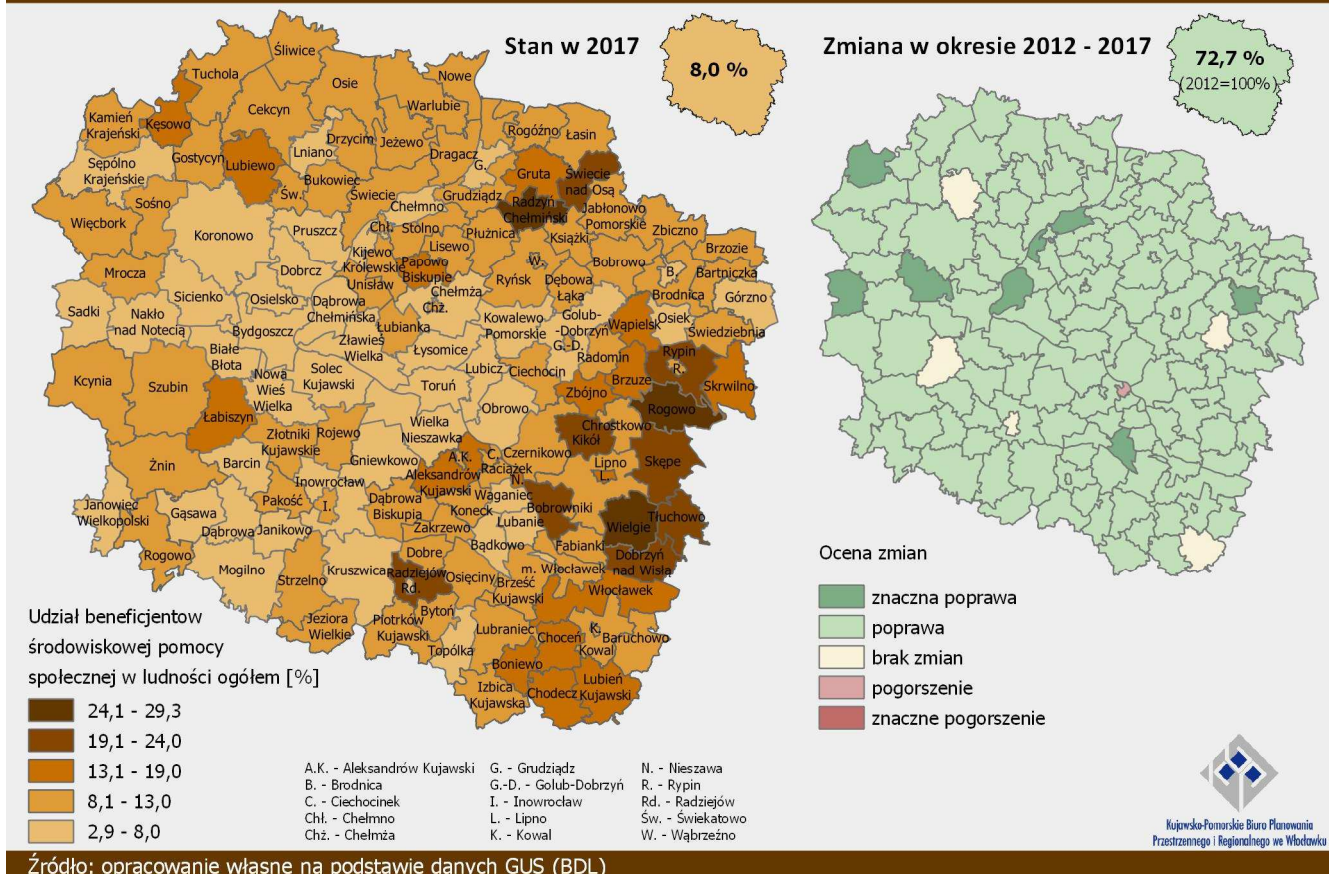 Stan w 2017
8,0 %
Zmiana w okresie 2012 - 2017
72,7 %
(2012=100%)
Śliwice
Tuchola
Osie
Nowe
Cekcyn
Warlubie
Kamień
Krajeński
Kęsowo
Rogóźno
Łasin
Drzycim
Jeżewo
Lniano
Dragacz
G.
Sępólno
Krajeńskie
Gostycyn
Lubiewo
Gruta
Świecie
nad Osą
Bukowiec
Św.
Świecie
Grudziądz
Radzyń
Chełmiński
Sośno
Chełmno
Jabłonowo
Pomorskie
Więcbork
Koronowo
Pruszcz
Chł.
Stolno
Płużnica
Książki
Zbiczno
Lisewo
Brzozie
Kijewo
Królewskie
Papowo
Biskupie
W.
Bobrowo
Mrocza
Dobrcz
Unisław
Ryńsk
Dębowa
Łąka
B.
Bartniczka
Sicienko
Osielsko
Dąbrowa
Chełmińska
Chełmża
Chż.
Brodnica
Górzno
Sadki
Nakło
nad Notecią
Kowalewo
Pomorskie
Golub-
-Dobrzyń
G.-D.
Wąpielsk
Osiek
Świedziebnia
Bydgoszcz
Łubianka
Białe
Błota
Zławieś
Wielka
Łysomice
Radomin
Rypin
R.
Kcynia
Szubin
Solec
Kujawski
Lubicz
Ciechocin
Brzuze
Skrwilno
Nowa
Wieś
Wielka
Toruń
Zbójno
Łabiszyn
Obrowo
Rogowo
Wielka
Nieszawka
Chrostkowo
Kikół
Złotniki
Kujawskie
Rojewo
Czernikowo
Żnin
Barcin
Gniewkowo
A.K.
C.
Raciążek
Lipno
L.
Skępe
Inowrocław
Aleksandrów
Kujawski
N.
Pakość
I.
Dąbrowa
Biskupia
Waganiec
Koneck
Bobrowniki
Janowiec
Wielkopolski
Gąsawa
Tłuchowo
Dąbrowa
Janikowo
Zakrzewo
Lubanie
Wielgie
Rogowo
Dobre
Bądkowo
Fabianki
Dobrzyń
nad Wisłą
Mogilno
Strzelno
Kruszwica
Radziejów
Rd.
Osięciny
m. Włocławek
Brześć
Kujawski
Włocławek
Jeziora
Wielkie
Piotrków
Kujawski
Bytoń
Lubraniec
Choceń
K.
Kowal
Baruchowo
Topólka
Boniewo
Izbica
Kujawska
Chodecz
Lubień
Kujawski
Udział beneficjentow
środowiskowej pomocy
społecznej w ludności ogółem [%]
24,1 - 29,3
19,1 - 24,0
13,1 - 19,0
8,1 - 13,0
2,9 - 8,0
A.K. - Aleksandrów Kujawski
B. - Brodnica
C. - Ciechocinek
Chł. - Chełmno
Chż. - Chełmża
G. - Grudziądz
G.-D. - Golub-Dobrzyń
I. - Inowrocław
L. - Lipno
K. - Kowal
N. - Nieszawa
R. - Rypin
Rd. - Radziejów
Św. - Świekatowo
W. - Wąbrzeźno
Ocena zmian
znaczna poprawa
poprawa
brak zmian
pogorszenie
znaczne pogorszenie
Kujawsko-Pomorskie Biuro Planowania
Przestrzennego i Regionalnego we Włocławku
Źródło: opracowanie własne na podstawie danych GUS (BDL)